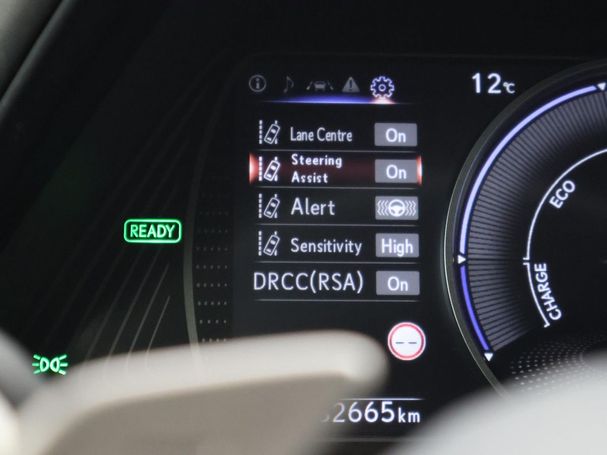 12°C
Lane Centre On
Steering
Assist On
Alert
Sensitivity High
DRCC(RSA) On
READY
ECO
CHARGE
--
2665km